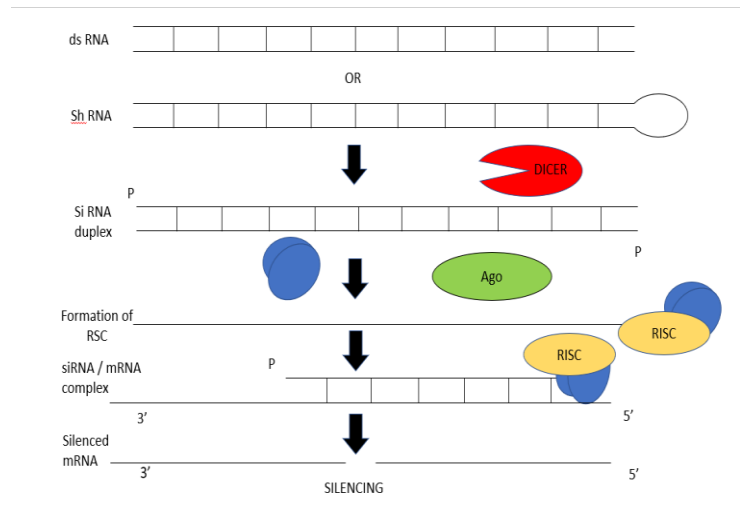 ds RNA
OR
Sh RNA
DICER
P
Si RNA
duplex
P
Ago
Formation of
RSC
RISC
RISC
siRNA / mRNA
complex
P
3’
5’
Silenced
mRNA
3’
5’
SILENCING